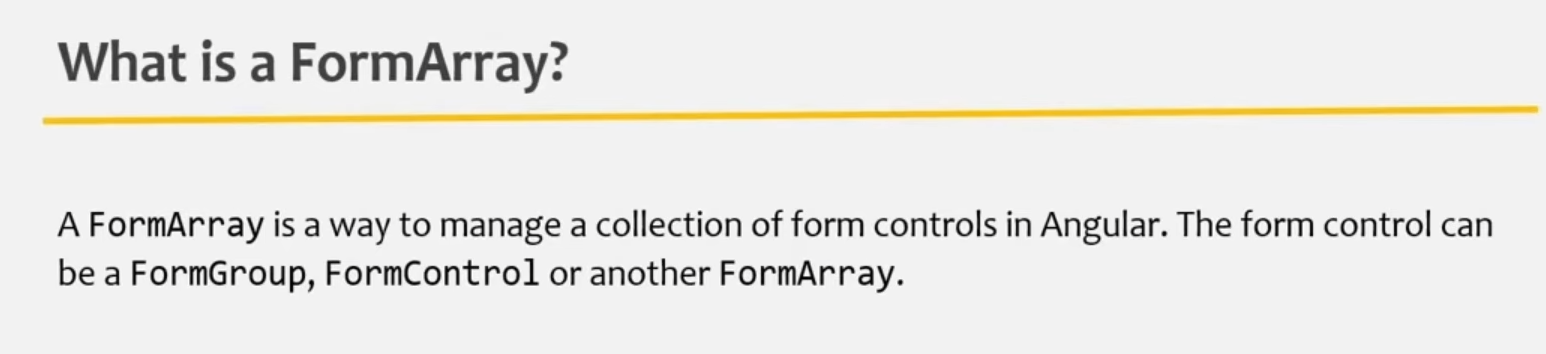 What is a FormArray?
A FormArray is a way to manage a collection of form controls in Angular. The form control can
be a FormGroup, FormControl or another FormArray.